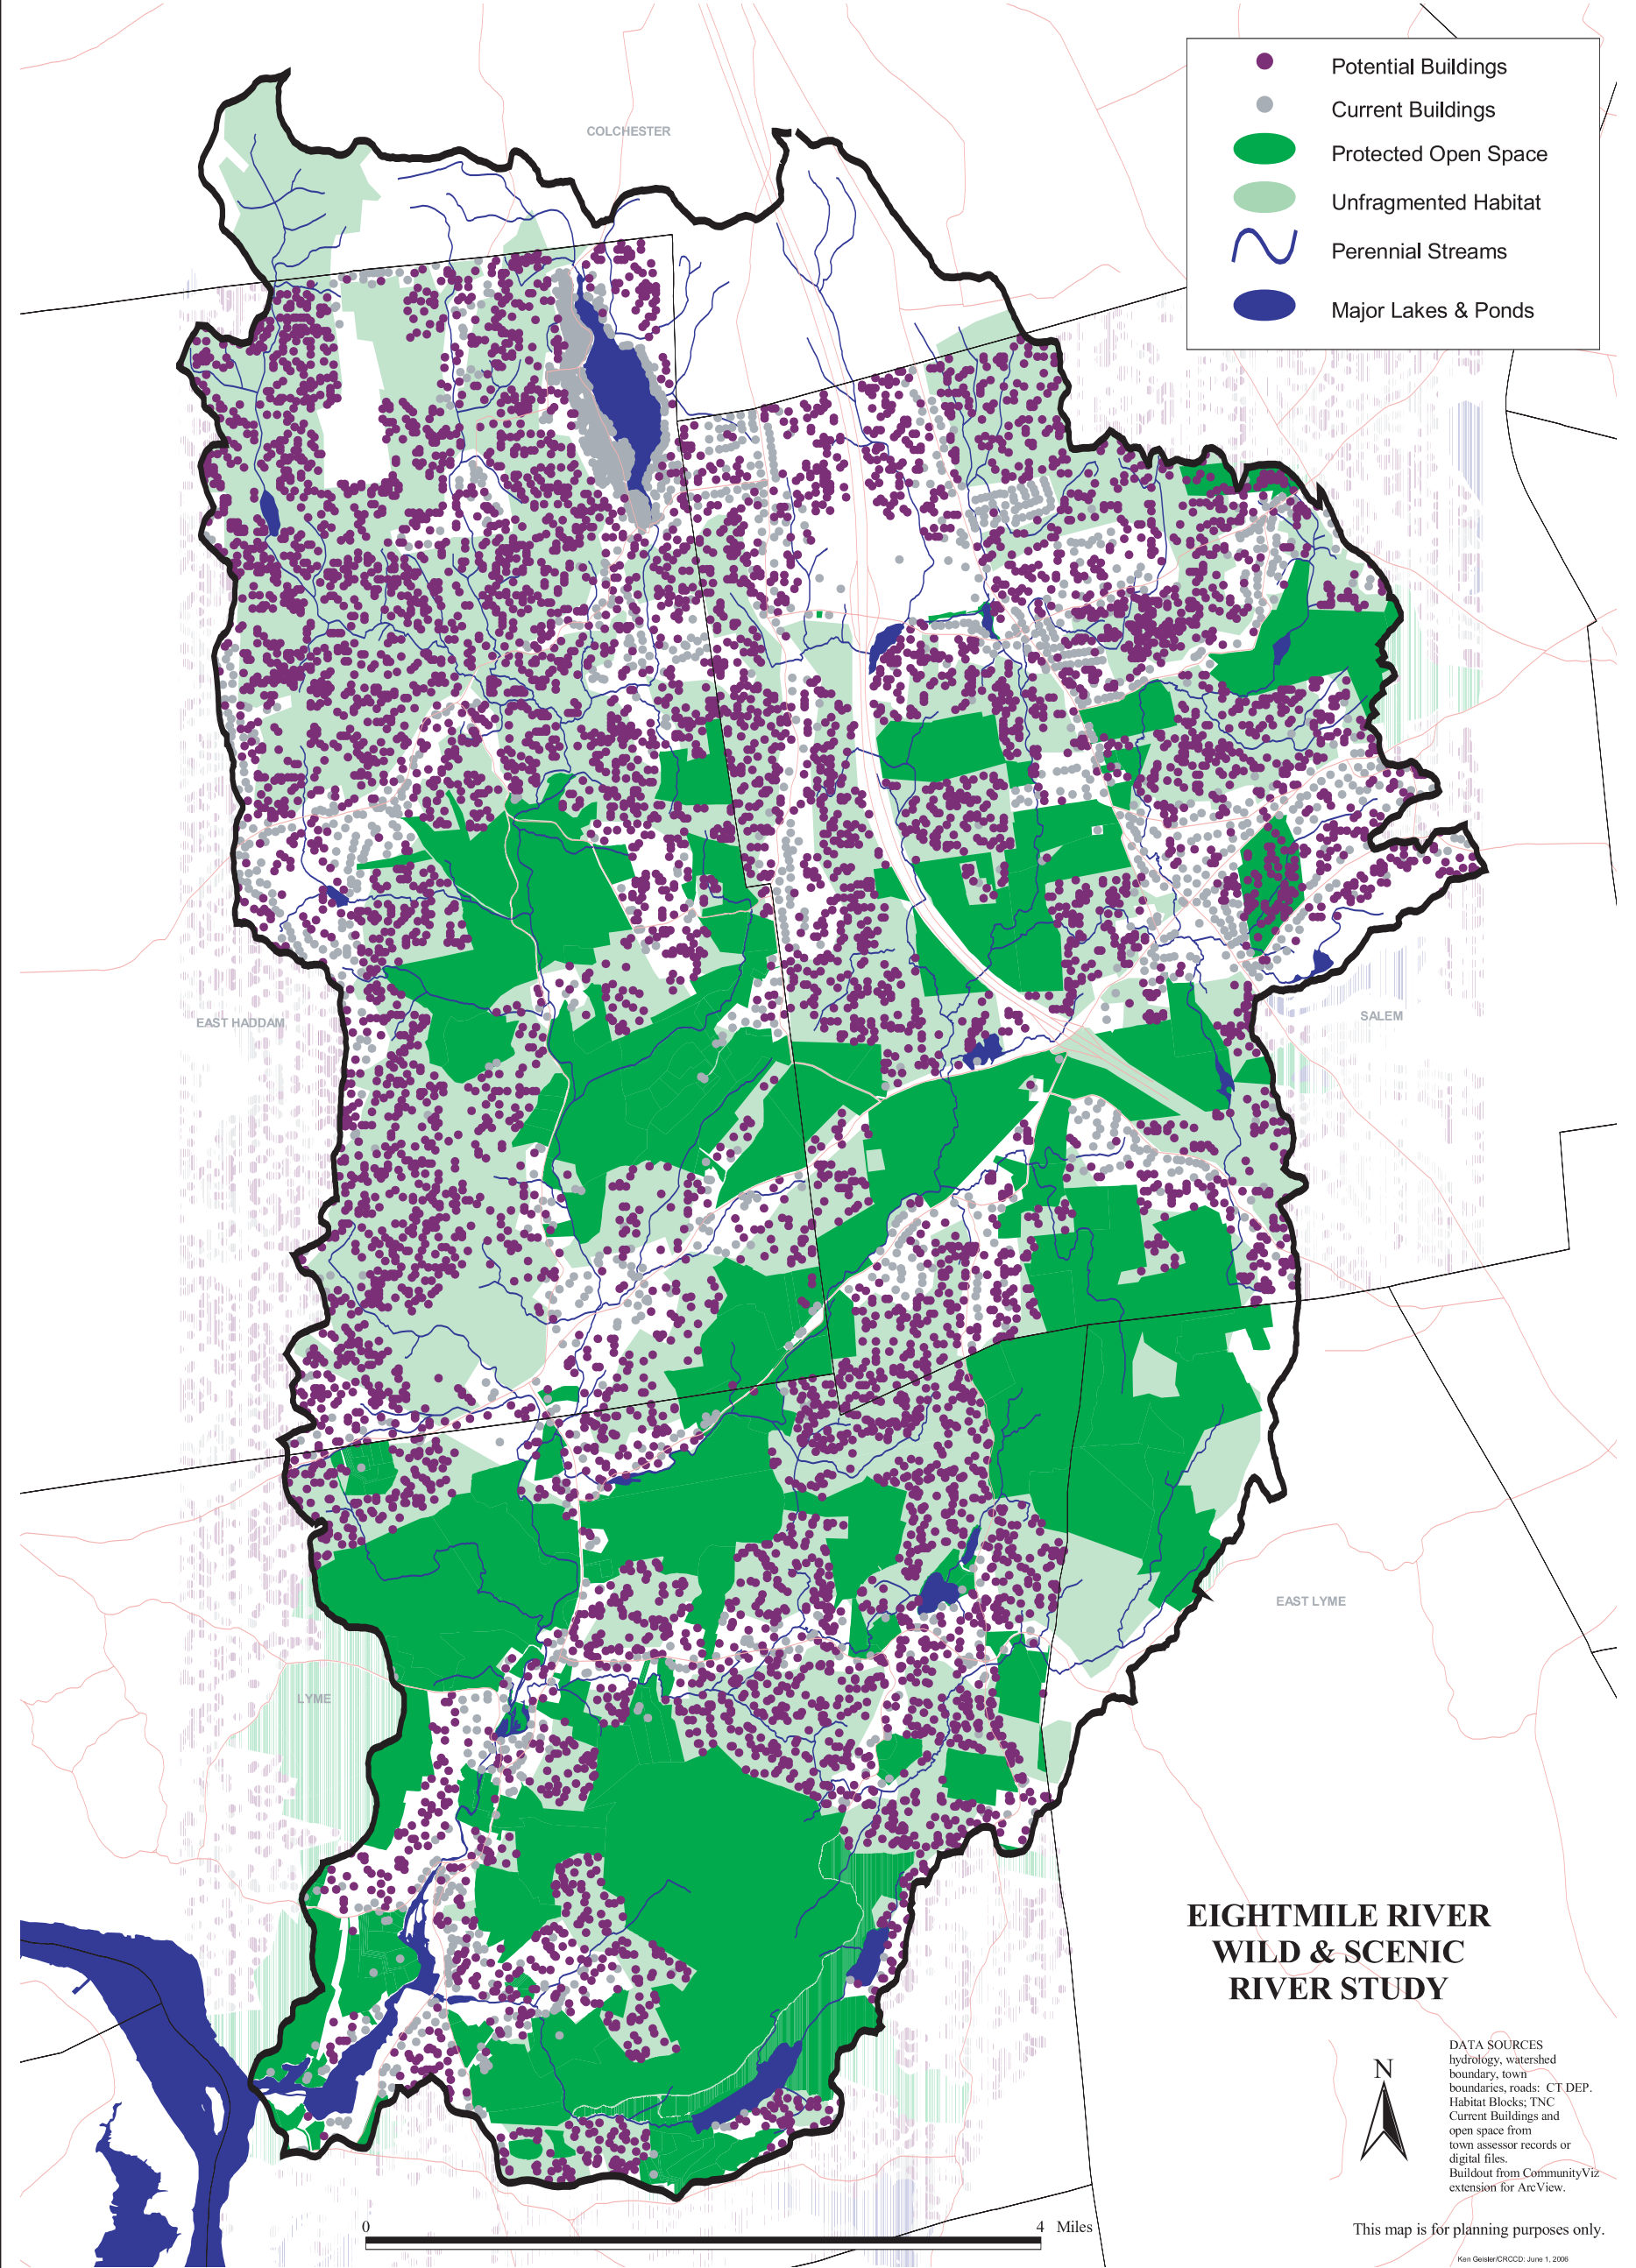 Potential Buildings
Current Buildings
Protected Open Space
Unfragmented Habitat
Perennial Streams
Major Lakes & Ponds
COLCHESTER
EAST HADDAM
SALEM
EAST LYME
LYME
EIGHTMILE RIVER
WILD & SCENIC
RIVER STUDY
N
DATA SOURCES
hydrology, watershed
boundary, town
boundaries, roads: CT DEP.
Habitat Blocks; TNC
Current Buildings and
open space from
town assessor records or
digital files.
Buildout from CommunityViz
extension for ArcView.
0 4 Miles
This map is for planning purposes only.
Ken Geisler/CRCCD: June 1, 2006